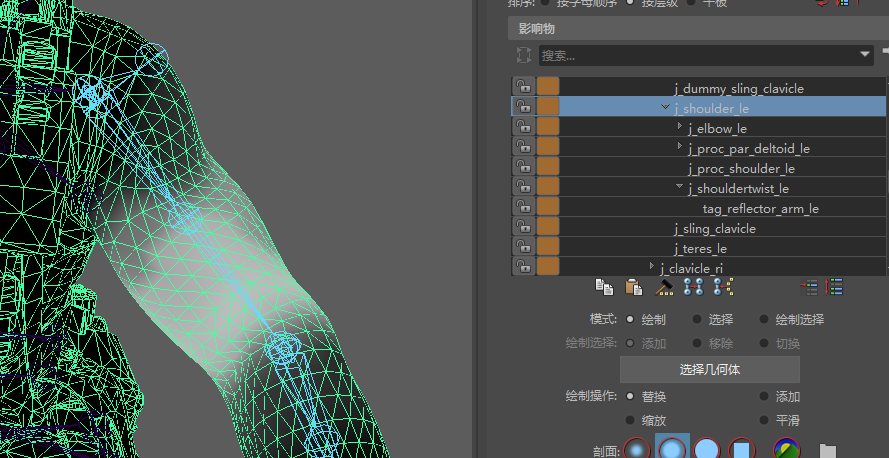 排序: 按字母顺序 按层级 平板
影响物
搜索...
j_dummy_sling_clavicle
j_shoulder_le
j_elbow_le
j_proc_par_deltoid_le
j_proc_shoulder_le
j_shouldertwist_le
tag_reflector_arm_le
j_sling_clavicle
j_teres_le
j_clavicle_ri
模式: 绘制 选择 绘制选择
绘制选择: 添加 移除 切换
选择几何体
绘制操作: 替换 添加
缩放 平滑
剖面: